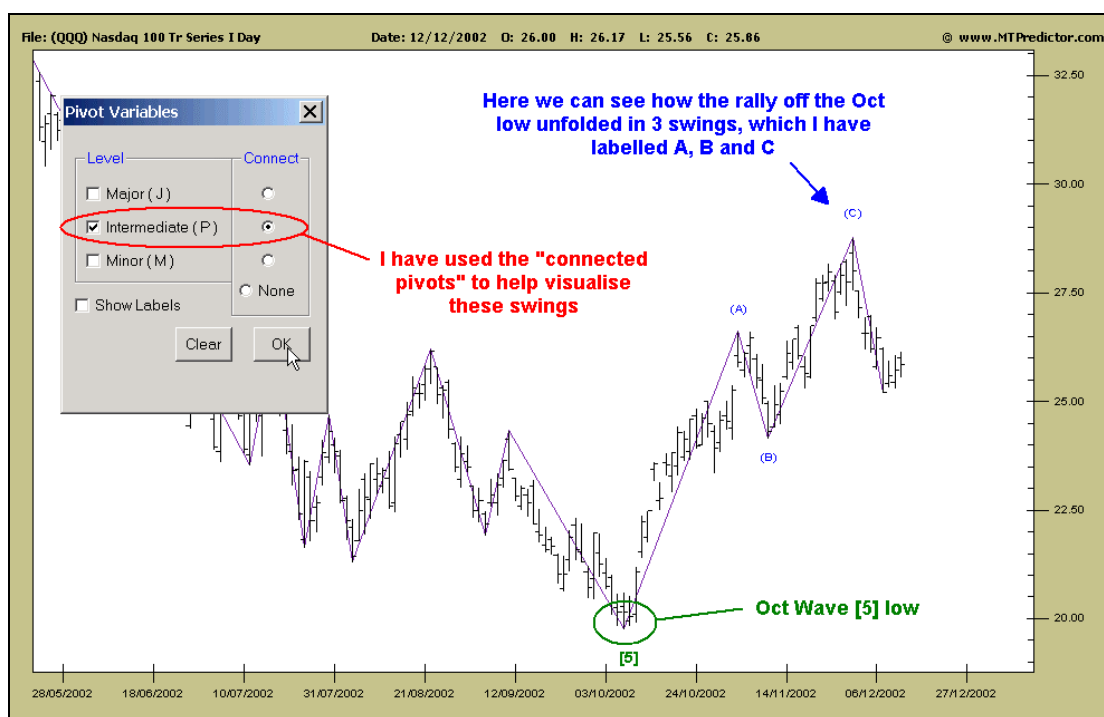 File: (QQQ) Nasdaq 100 Tr Series I Day Date: 12/12/2002 O: 26.00 H: 26.17 L: 25.56 C: 25.86 @ www.MTPredictor.com
32.50
Pivot Variables
Here we can see how the rally off the Oct
low unfolded in 3 swings, which I have
labelled A, B and C
Level Connect
Major ( J )
30.00
(C)
Intermediate ( P )
I have used the "connected
pivots" to help visualise
these swings
Minor ( M )
None
27.50
Show Labels
(A)
Clear OK
25.00
(B)
22.50
Oct Wave [5] low
20.00
[5]
28/05/2002 18/06/2002 10/07/2002 31/07/2002 21/08/2002 12/09/2002 03/10/2002 24/10/2002 14/11/2002 06/12/2002 27/12/2002